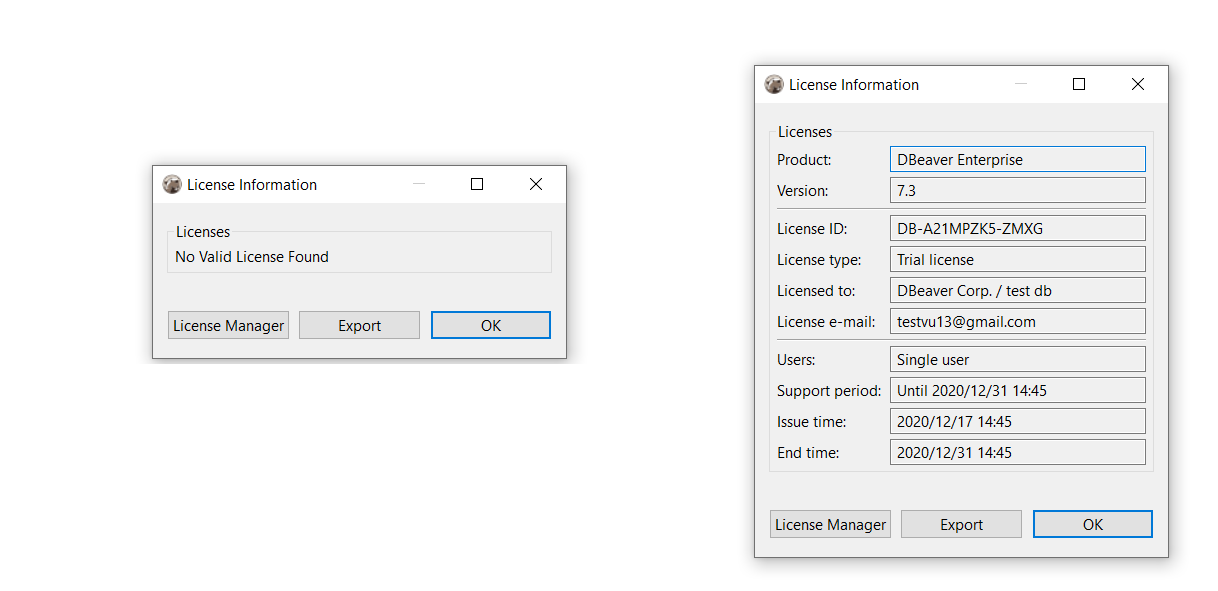 License Information
Licenses
No Valid License Found
License Manager Export OK
License Information
Licenses
Product: DBeaver Enterprise
Version: 7.3
License ID: DB-A21MPZK5-ZMXG
License type: Trial license
Licensed to: DBeaver Corp. / test db
License e-mail: testvu13@gmail.com
Users: Single user
Support period: Until 2020/12/31 14:45
Issue time: 2020/12/17 14:45
End time: 2020/12/31 14:45
License Manager Export OK